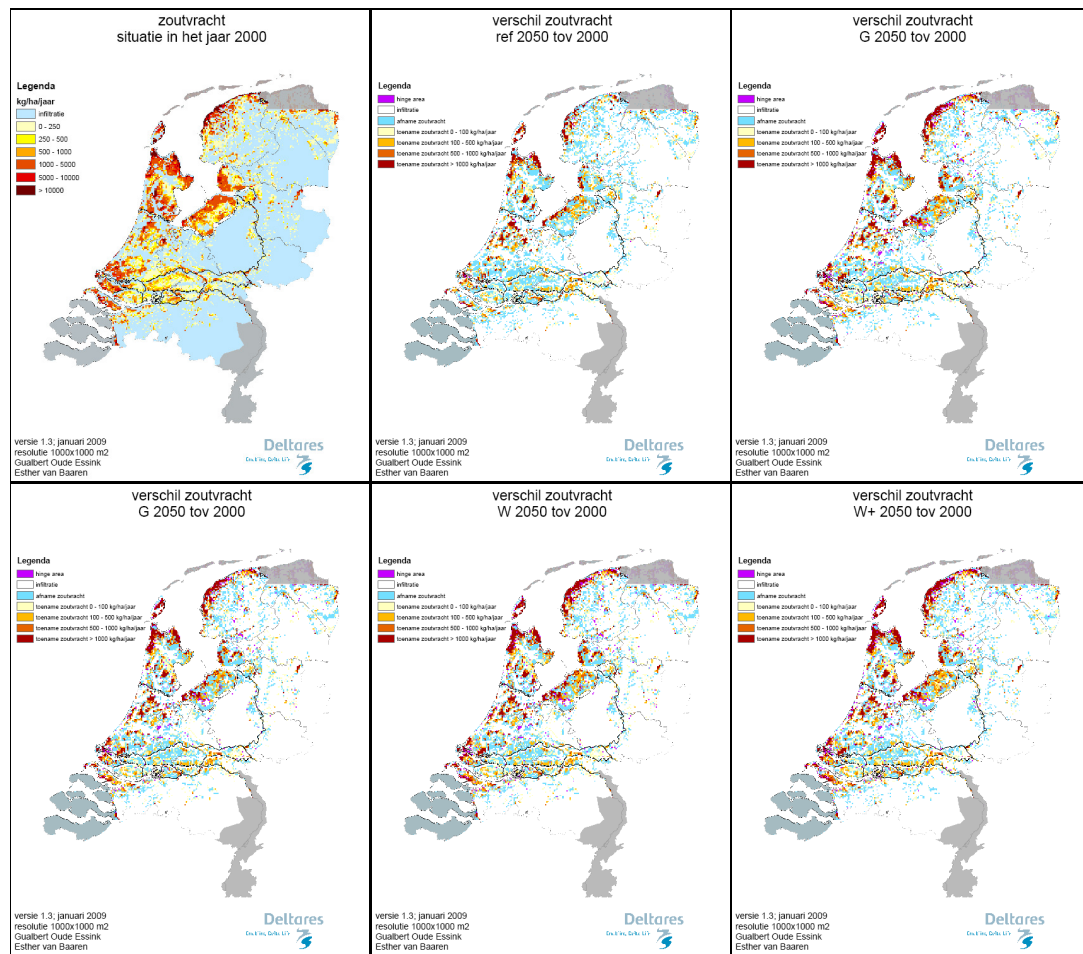 zoutvracht
situatie in het jaar 2000
Legenda
kg/ha/jaar
infiltratie
0 - 250
250 - 500
500 - 1000
1000 - 5000
5000 - 10000
> 10000
versie 1.3; januari 2009
resolutie 1000x1000 m2
Gualbert Oude Essink
Esther van Baaren
Deltares
verschil zoutvracht
ref 2050 tov 2000
Legenda
hinge area
infiltratie
afname zoutvracht
toename zoutvracht 0 - 100 kg/ha/jaar
toename zoutvracht 100 - 500 kg/ha/jaar
toename zoutvracht 500 - 1000 kg/ha/jaar
toename zoutvracht > 1000 kg/ha/jaar
versie 1.3; januari 2009
resolutie 1000x1000 m2
Gualbert Oude Essink
Esther van Baaren
Deltares
verschil zoutvracht
G 2050 tov 2000
Legenda
hinge area
infiltratie
afname zoutvracht
toename zoutvracht 0 - 100 kg/ha/jaar
toename zoutvracht 100 - 500 kg/ha/jaar
toename zoutvracht 500 - 1000 kg/ha/jaar
toename zoutvracht > 1000 kg/ha/jaar
versie 1.3; januari 2009
resolutie 1000x1000 m2
Gualbert Oude Essink
Esther van Baaren
Deltares
verschil zoutvracht
G 2050 tov 2000
Legenda
hinge area
infiltratie
afname zoutvracht
toename zoutvracht 0 - 100 kg/ha/jaar
toename zoutvracht 100 - 500 kg/ha/jaar
toename zoutvracht 500 - 1000 kg/ha/jaar
toename zoutvracht > 1000 kg/ha/jaar
versie 1.3; januari 2009
resolutie 1000x1000 m2
Gualbert Oude Essink
Esther van Baaren
Deltares
verschil zoutvracht
W 2050 tov 2000
Legenda
hinge area
infiltratie
afname zoutvracht
toename zoutvracht 0 - 100 kg/ha/jaar
toename zoutvracht 100 - 500 kg/ha/jaar
toename zoutvracht 500 - 1000 kg/ha/jaar
toename zoutvracht > 1000 kg/ha/jaar
versie 1.3; januari 2009
resolutie 1000x1000 m2
Gualbert Oude Essink
Esther van Baaren
Deltares
verschil zoutvracht
W+ 2050 tov 2000
Legenda
hinge area
infiltratie
afname zoutvracht
toename zoutvracht 0 - 100 kg/ha/jaar
toename zoutvracht 100 - 500 kg/ha/jaar
toename zoutvracht 500 - 1000 kg/ha/jaar
toename zoutvracht > 1000 kg/ha/jaar
versie 1.3; januari 2009
resolutie 1000x1000 m2
Gualbert Oude Essink
Esther van Baaren
Deltares